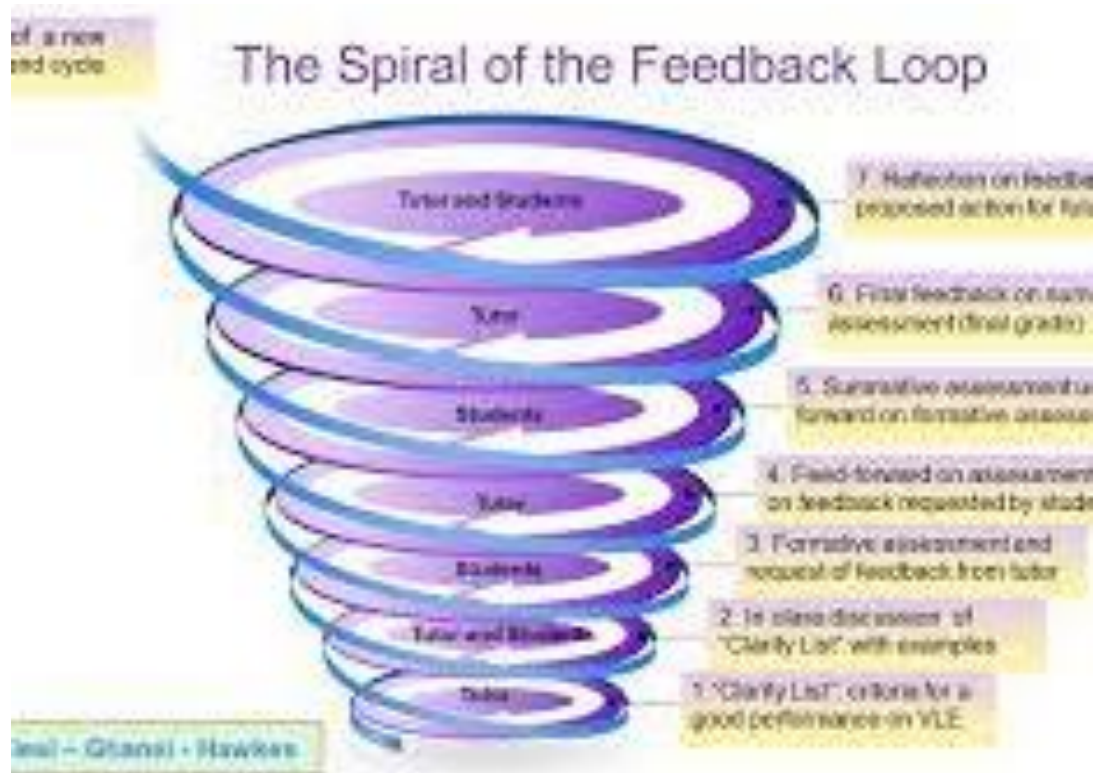 of a new
end cycle
The Spiral of the Feedback Loop
Tutor and Students
7. Reflection on feedba
proposed action for futu
Tutor
6. Final feedback on sum
assessment (final grade)
Students
5. Summative assessment
forward on formative assess
Tutor
4. Feed-forward on assessment
on feedback requested by stude
Students
3. Formative assessment and
request of feedback from tutor
Tutor and
2. In class discussion of
"Clarity List" with examples
Tutor
1 "Clarity List": criteria for a
good performance on VLE
- Hawkes